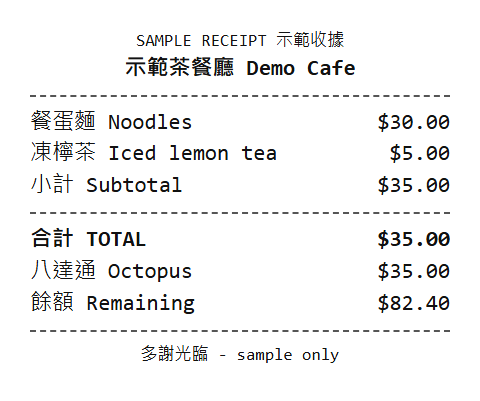 SAMPLE RECEIPT 示範收據
示範茶餐廳 Demo Cafe
餐蛋麵 Noodles $30.00
凍檸茶 Iced lemon tea $5.00
小計 Subtotal $35.00
合計 TOTAL $35.00
八達通 Octopus $35.00
餘額 Remaining $82.40
多謝光臨 - sample only